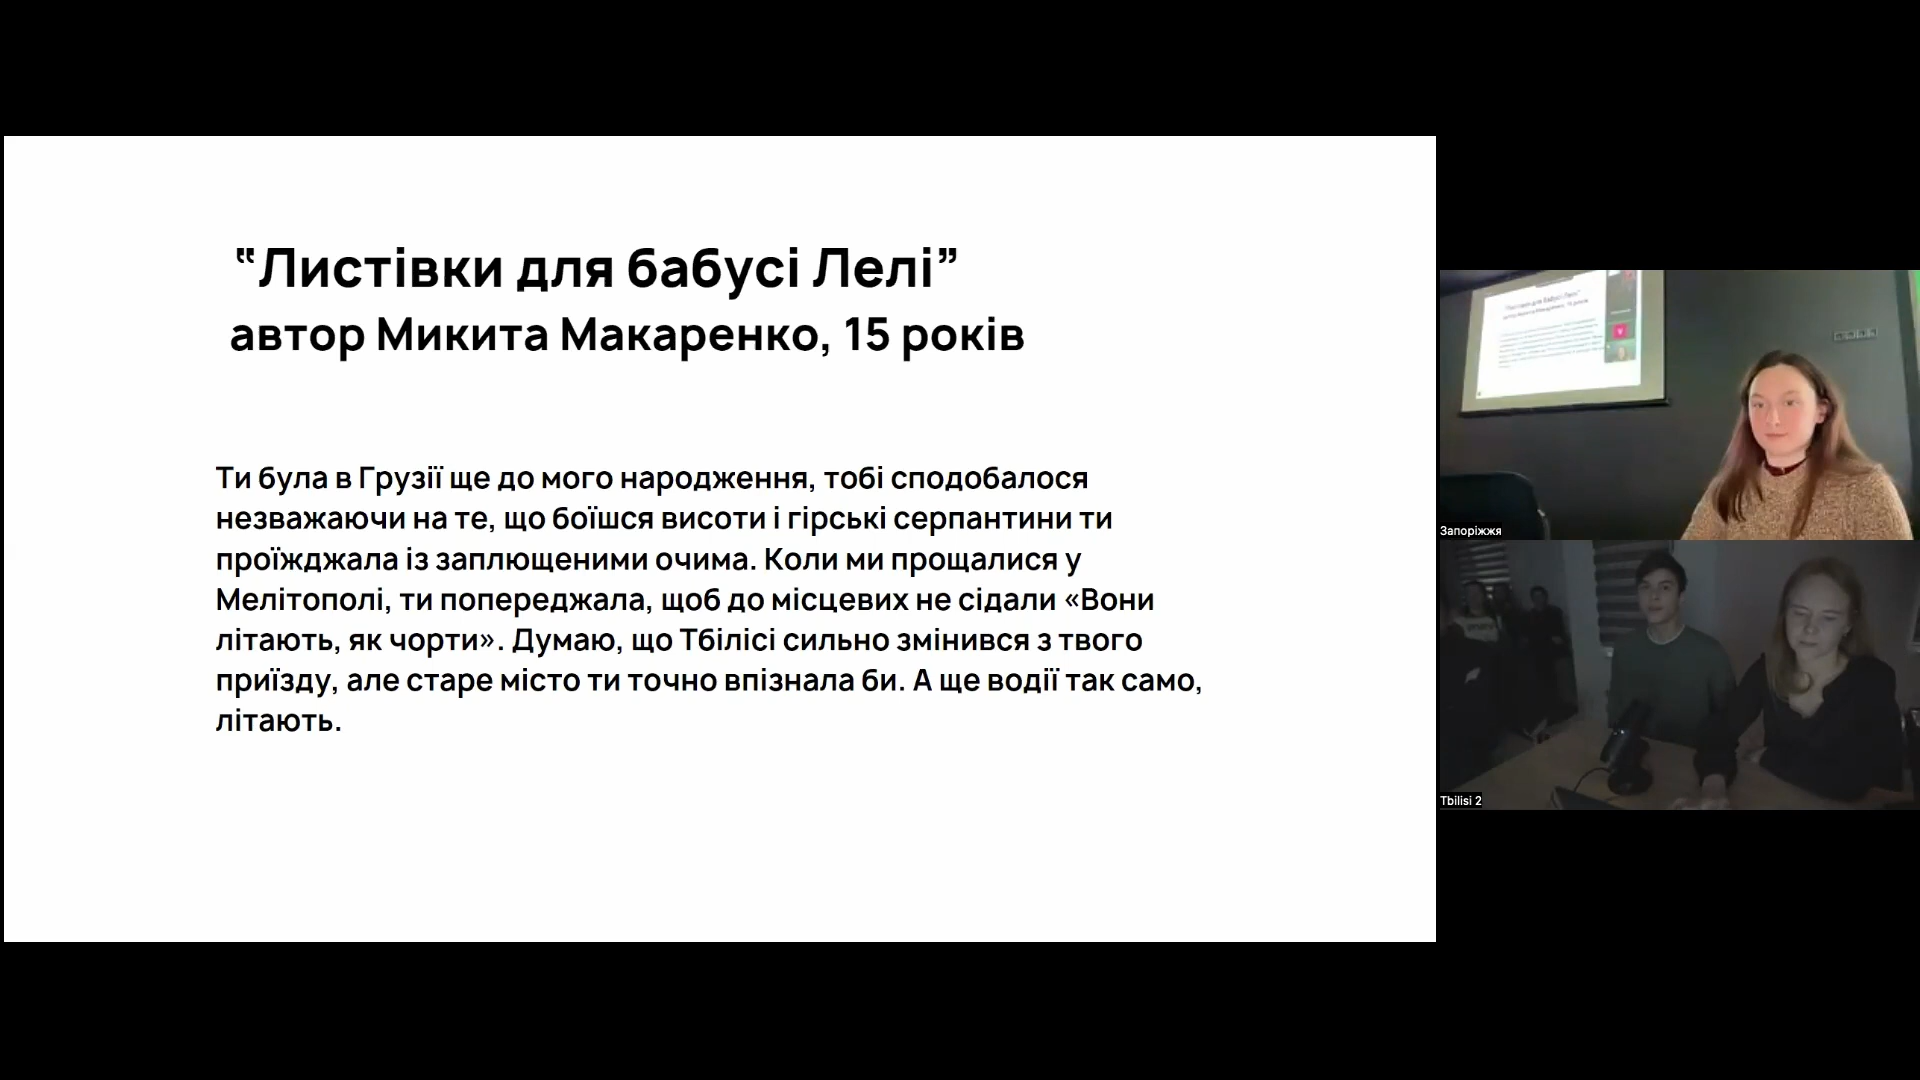 “Листівки для бабусі Лелі”
автор Микита Макаренко, 15 років
Ти була в Грузії ще до мого народження, тобі сподобалося
незважаючи на те, що боїшся висоти і гірські серпантини ти
проїжджала із заплющеними очима. Коли ми прощалися у
Мелітополі, ти попереджала, щоб до місцевих не сідали «Вони
літають, як чорти». Думаю, що Тбілісі сильно змінився з твого
приїзду, але старе місто ти точно впізнала би. А ще водії так само,
літають.
Запоріжжя
Tbilisi 2